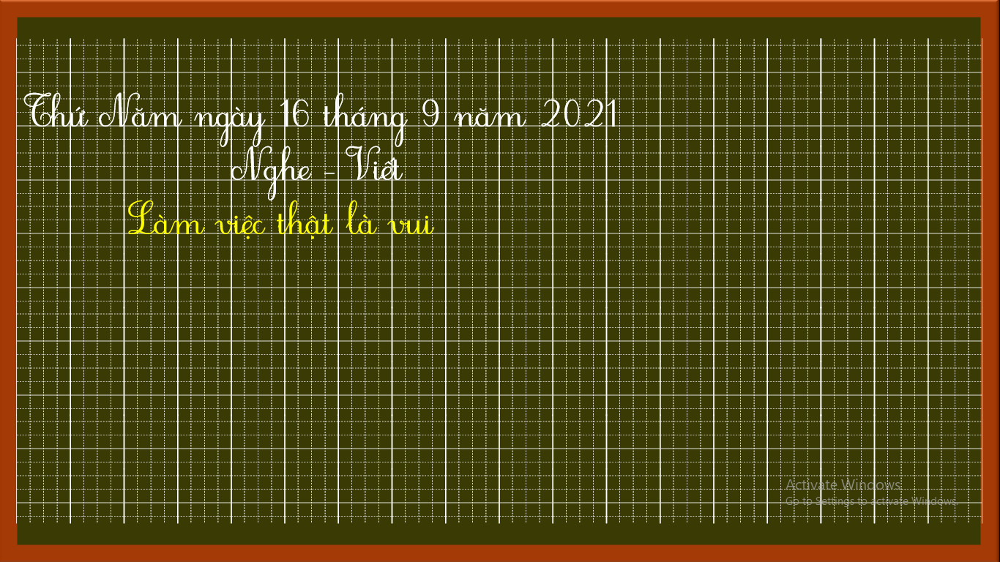 Thứ Năm ngày 16 tháng 9 năm 2021
Nghe - Viết
Làm việc thật là vui
Activate Windows
Go to Settings to activate Windows.